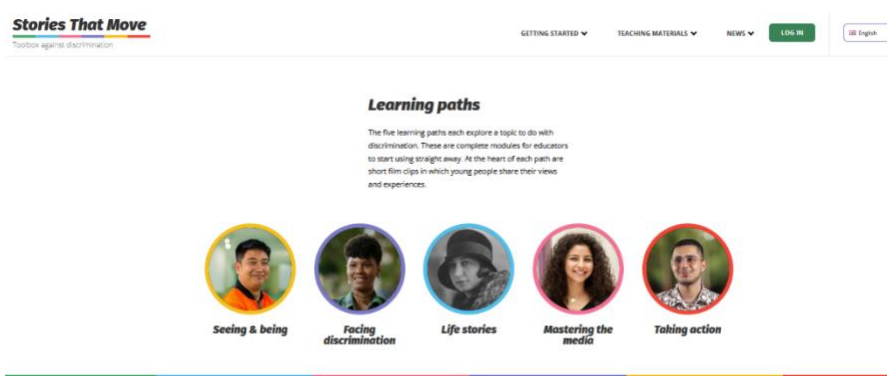 Stories That Move
Toolbox against discrimination
GETTING STARTED
TEACHING MATERIALS
NEWS
LOG IN
English
Learning paths
The five learning paths each explore a topic to do with
discrimination. These are complete modules for educators
to start using straight away. At the heart of each path are
short film clips in which young people share their views
and experiences.
Seeing & being
Facing
discrimination
Life stories
Mastering the
media
Taking action